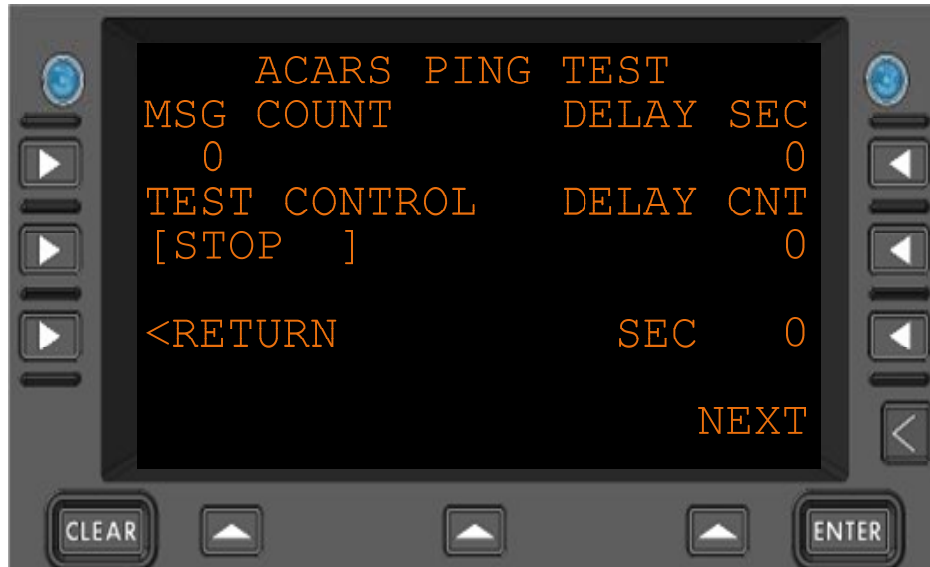 ACARS PING TEST
MSG COUNT DELAY SEC
0 0
TEST CONTROL DELAY CNT
[STOP ] 0
<RETURN SEC 0
NEXT
CLEAR ENTER